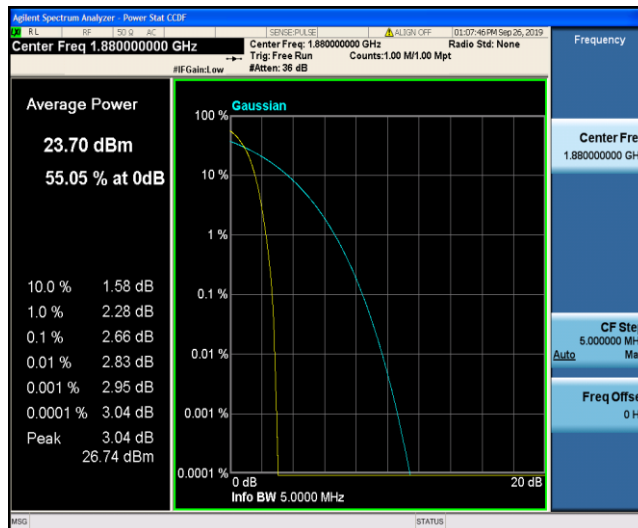 Agilent Spectrum Analyzer - Power Stat CCDF
RL RF 50 Ω AC SENSE:PULSE ALIGN OFF 01:07:46PM Sep 26, 2019
Center Freq 1.880000000 GHz
Center Freq: 1.880000000 GHz Radio Std: None
Trig: Free Run Counts:1.00 M/1.00 Mpt
#IFGain:Low #Atten: 36 dB
Frequency
Average Power
23.70 dBm
55.05 % at 0dB
10.0 % 1.58 dB
1.0 % 2.28 dB
0.1 % 2.66 dB
0.01 % 2.83 dB
0.001 % 2.95 dB
0.0001 % 3.04 dB
Peak 3.04 dB
26.74 dBm
Gaussian
100 %
10 %
1 %
0.1 %
0.01 %
0.001 %
0.0001 %
0 dB 20 dB
Info BW 5.0000 MHz
Center Fre
1.880000000 GH
CF Ste
5.000000 MH
Auto Ma
Freq Offse
0 H
MSG STATUS